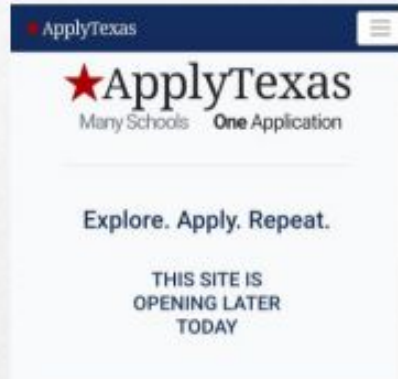 ApplyTexas
ApplyTexas
Many Schools One Application
Explore. Apply. Repeat.
THIS SITE IS
OPENING LATER
TODAY